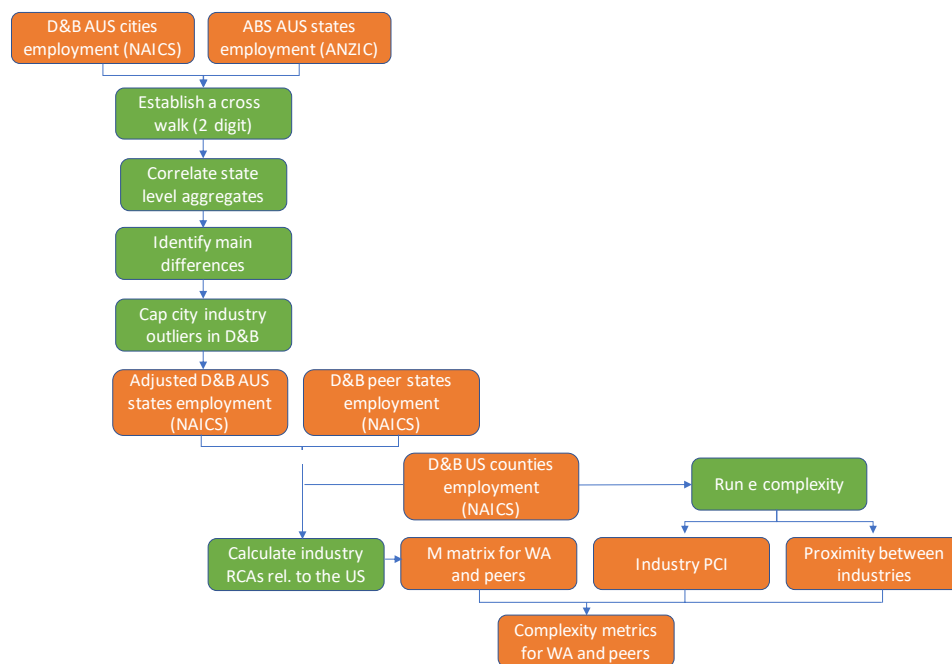 D&B AUS cities
employment (NAICS)
ABS AUS states
employment (ANZIC)
Establish a cross
walk (2 digit)
Correlate state
level aggregates
Identify main
differences
Cap city industry
outliers in D&B
Adjusted D&B AUS
states employment
(NAICS)
D&B peer states
employment
(NAICS)
D&B US counties
employment
(NAICS)
Run e complexity
Calculate industry
RCAs rel. to the US
M matrix for WA
and peers
Industry PCI
Proximity between
industries
Complexity metrics
for WA and peers